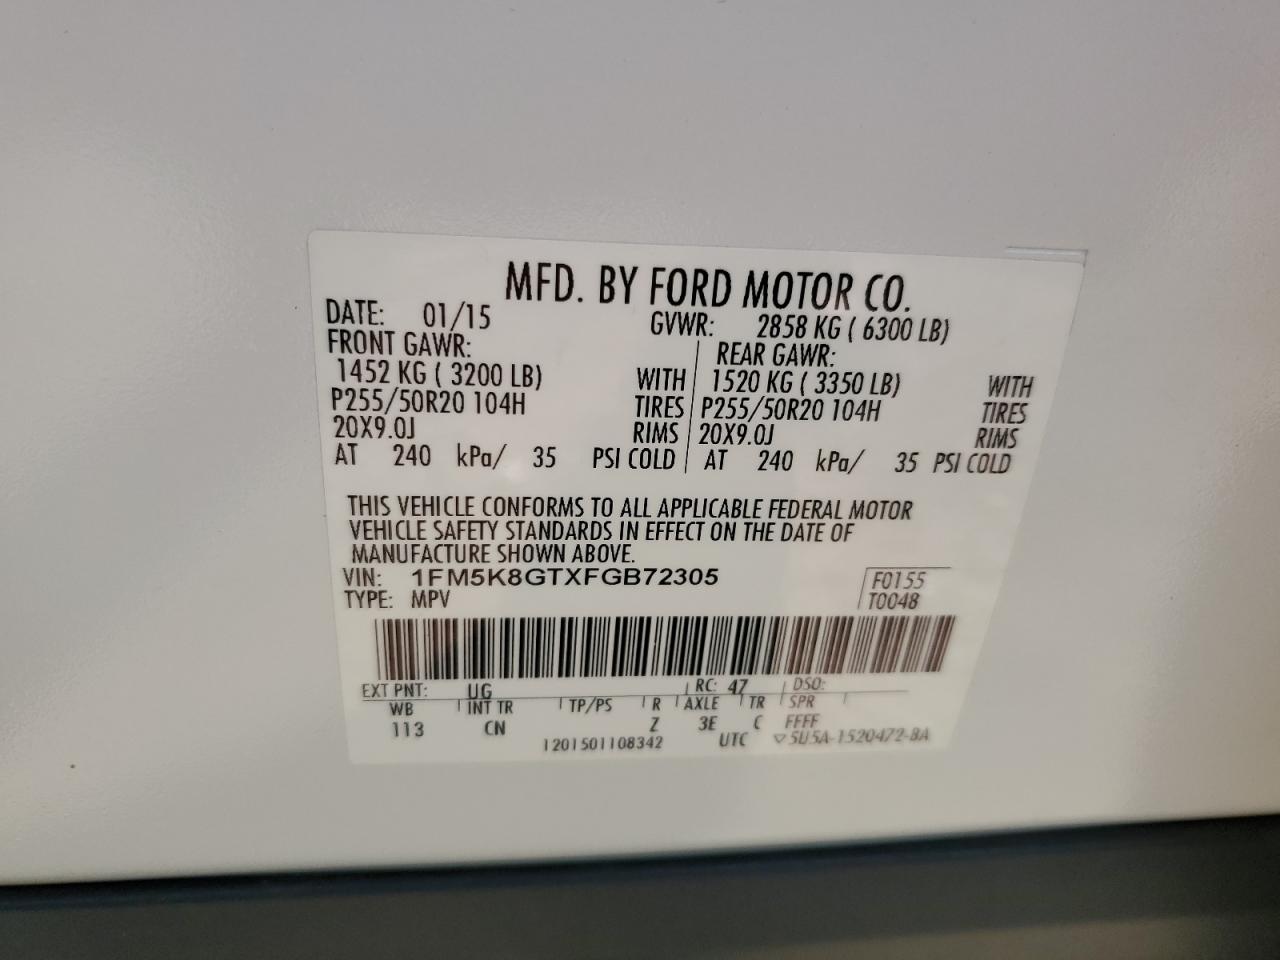 MFD. BY FORD MOTOR CO.
DATE: 01/15 GVWR: 2858 KG ( 6300 LB)
FRONT GAWR: REAR GAWR:
1452 KG ( 3200 LB) WITH 1520 KG ( 3350 LB) WITH
P255/50R20 104H TIRES P255/50R20 104H TIRES
20X9.0J RIMS 20X9.0J RIMS
AT 240 kPa/ 35 PSI COLD AT 240 kPa/ 35 PSI COLD
THIS VEHICLE CONFORMS TO ALL APPLICABLE FEDERAL MOTOR
VEHICLE SAFETY STANDARDS IN EFFECT ON THE DATE OF
MANUFACTURE SHOWN ABOVE.
VIN: 1FM5K8GTXFGB72305 F0155
TYPE: MPV T0048
EXT PNT: UG RC: 47 DSO:
WB INT TR TP/PS R AXLE TR SPR
113 CN Z 3E C FFFF
1201501108342 UTC ▽5U5A-1520472-BA